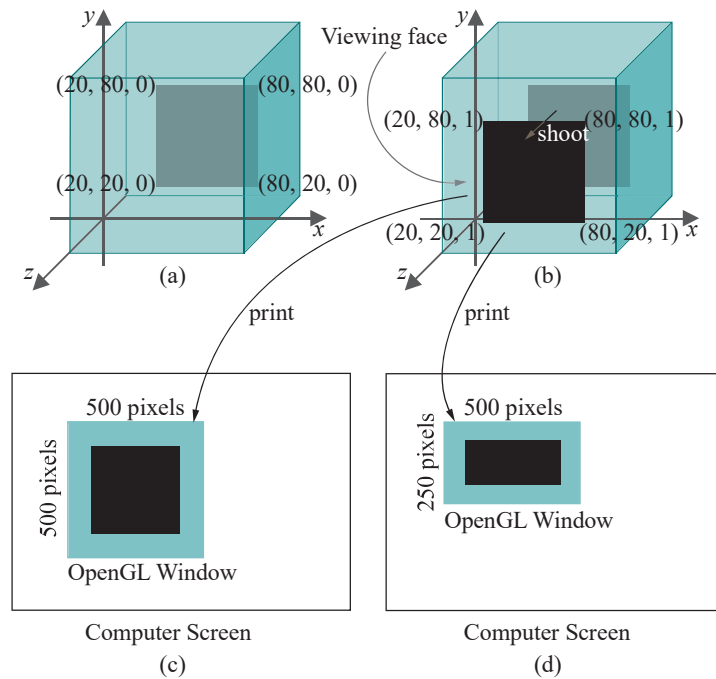 y
(20, 80, 0)
(80, 80, 0)
(20, 20, 0)
(80, 20, 0)
x
z
(a)
Viewing face
y
(20, 80, 1)
(80, 80, 1)
shoot
(20, 20, 1)
(80, 20, 1)
x
z
(b)
print
print
500 pixels
500 pixels
OpenGL Window
Computer Screen
(c)
500 pixels
250 pixels
OpenGL Window
Computer Screen
(d)